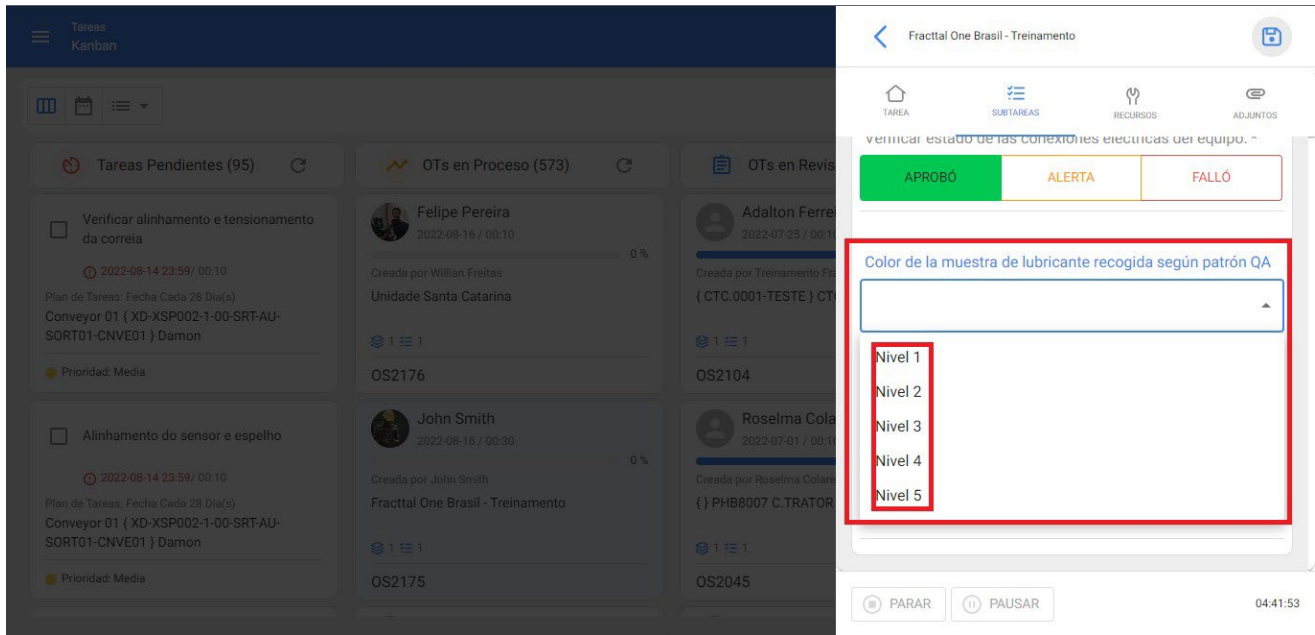 Tareas
Kanban
Tareas Pendientes (95)
OTs en Proceso (573)
OTs en Revis
Verificar alinhamento e tensionamento
da correia
2022-08-14 23:59/ 00:10
Plan de Tareas: Fecha Cada 28 Dia(s)
Conveyor 01 { XD-XSP002-1-00-SRT-AU-
SORT01-CNVE01 } Damon
Prioridad: Media
Alinhamento do sensor e espelho
2022-08-14 23:59/ 00:10
Plan de Tareas: Fecha Cada 28 Dia(s)
Conveyor 01 { XD-XSP002-1-00-SRT-AU-
SORT01-CNVE01 } Damon
Prioridad: Media
Felipe Pereira
2022-08-16 / 00:10
0 %
Creada por Willian Freitas
Unidade Santa Catarina
1 1
OS2176
John Smith
2022-08-16 / 00:30
0 %
Creada por John Smith
Fracttal One Brasil - Treinamento
1 1
OS2175
Adalton Ferrei
2022-07-25 / 00:10
Creada por Treinamento Fra
{ CTC.0001-TESTE } CT
1 1
OS2104
Roselma Cola
2022-07-01 / 00:1
Creada por Roselma Colare
{ } PHB8007 C.TRATOR
1 1
OS2045
Fracttal One Brasil - Treinamento
TAREA
SUBTAREAS
RECURSOS
ADJUNTOS
Verificar estado de las conexiones eléctricas del equipo. *
APROBÓ
ALERTA
FALLÓ
Color de la muestra de lubricante recogida según patrón QA
Nivel 1
Nivel 2
Nivel 3
Nivel 4
Nivel 5
PARAR
PAUSAR
04:41:53